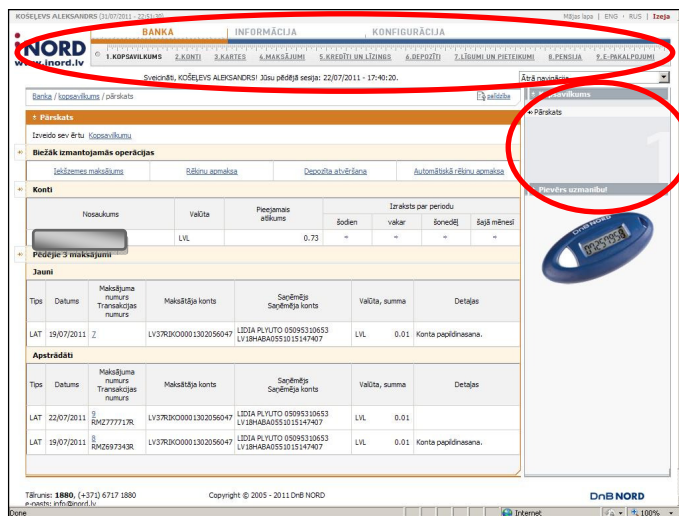 KOŠEĻEVS ALEKSANDRS (31/07/2011 - 22:51:20)
Mājas lapa | ENG · RUS | Izeja
BANKA INFORMĀCIJA KONFIGURĀCIJA
iNORD
www.inord.lv
1.KOPSAVILKUMS 2.KONTI 3.KARTES 4.MAKSĀJUMI 5.KREDĪTI UN LĪZINGS 6.DEPOZĪTI 7.LĪGUMI UN PIETEIKUMI 8.PENSIJA 9.E-PAKALPOJUMI
Sveicināti, KOŠEĻEVS ALEKSANDRS! Jūsu pēdējā sesija: 22/07/2011 - 17:40:20.
Ātrā navigācija
Banka / kopsavilkums / pārskats
palīdzība
Kopsavilkums
Pārskats
Pārskats
1
Izveido sev ērtu Kopsavilkumu
Biežāk izmantojamās operācijas
Iekšzemes maksājums Rēķinu apmaksa Depozīta atvēršana Automātiskā rēķinu apmaksa
Konti
Pievērs uzmanību!
Nosaukums Valūta Pieejamais atlikums Izraksts par periodu
šodien vakar šonedēļ šajā mēnesī
LVL 0.73
Pēdējie 3 maksājumi
Jauni
Tips Datums Maksājuma numurs Transakcijas numurs Maksātāja konts Saņēmējs Saņēmēja konts Valūta, summa Detaļas
LAT 19/07/2011 7 LV37RIKO0001302056047 LIDIA PLYUTO 05095310653 LVL 0.01 Konta papildinasana.
LV18HABA0551015147407
Apstrādāti
Tips Datums Maksājuma numurs Transakcijas numurs Maksātāja konts Saņēmējs Saņēmēja konts Valūta, summa Detaļas
LAT 22/07/2011 9 LV37RIKO0001302056047 LIDIA PLYUTO 05095310653 LVL 0.01
RMZ777717R LV18HABA0551015147407
LAT 19/07/2011 8 LV37RIKO0001302056047 LIDIA PLYUTO 05095310653 LVL 0.01 Konta papildinasana.
RMZ697343R LV18HABA0551015147407
Tālrunis: 1880, (+371) 6717 1880 Copyright © 2005 - 2011 DnB NORD DnB NORD
e-pasts: info@inord.lv
Done Internet 100%